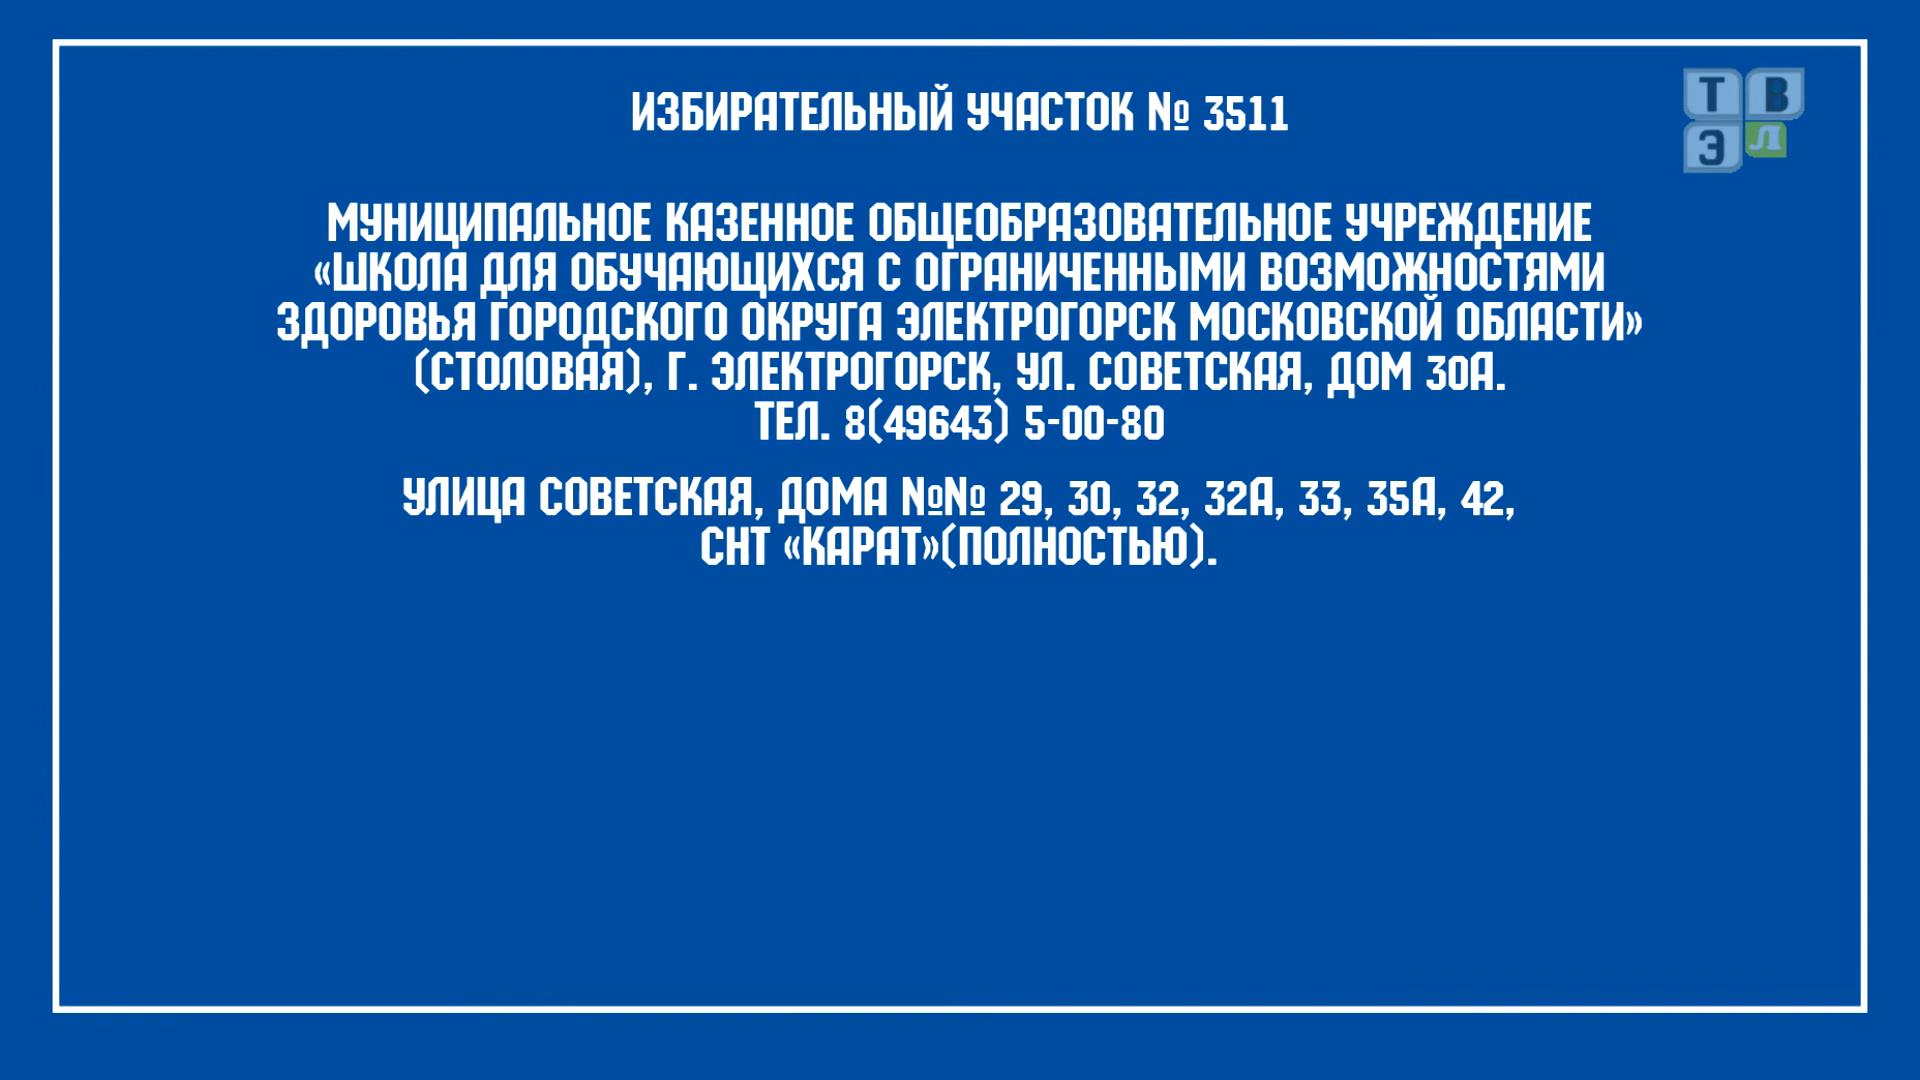 ИЗБИРАТЕЛЬНЫЙ УЧАСТОК № 3511
ТВ
ЭЛ
МУНИЦИПАЛЬНОЕ КАЗЕННОЕ ОБЩЕОБРАЗОВАТЕЛЬНОЕ УЧРЕЖДЕНИЕ
«ШКОЛА ДЛЯ ОБУЧАЮЩИХСЯ С ОГРАНИЧЕННЫМИ ВОЗМОЖНОСТЯМИ
ЗДОРОВЬЯ ГОРОДСКОГО ОКРУГА ЭЛЕКТРОГОРСК МОСКОВСКОЙ ОБЛАСТИ»
(СТОЛОВАЯ), Г. ЭЛЕКТРОГОРСК, УЛ. СОВЕТСКАЯ, ДОМ 30А.
ТЕЛ. 8(49643) 5-00-80
УЛИЦА СОВЕТСКАЯ, ДОМА №№ 29, 30, 32, 32А, 33, 35А, 42,
СНТ «КАРАТ»(ПОЛНОСТЬЮ).